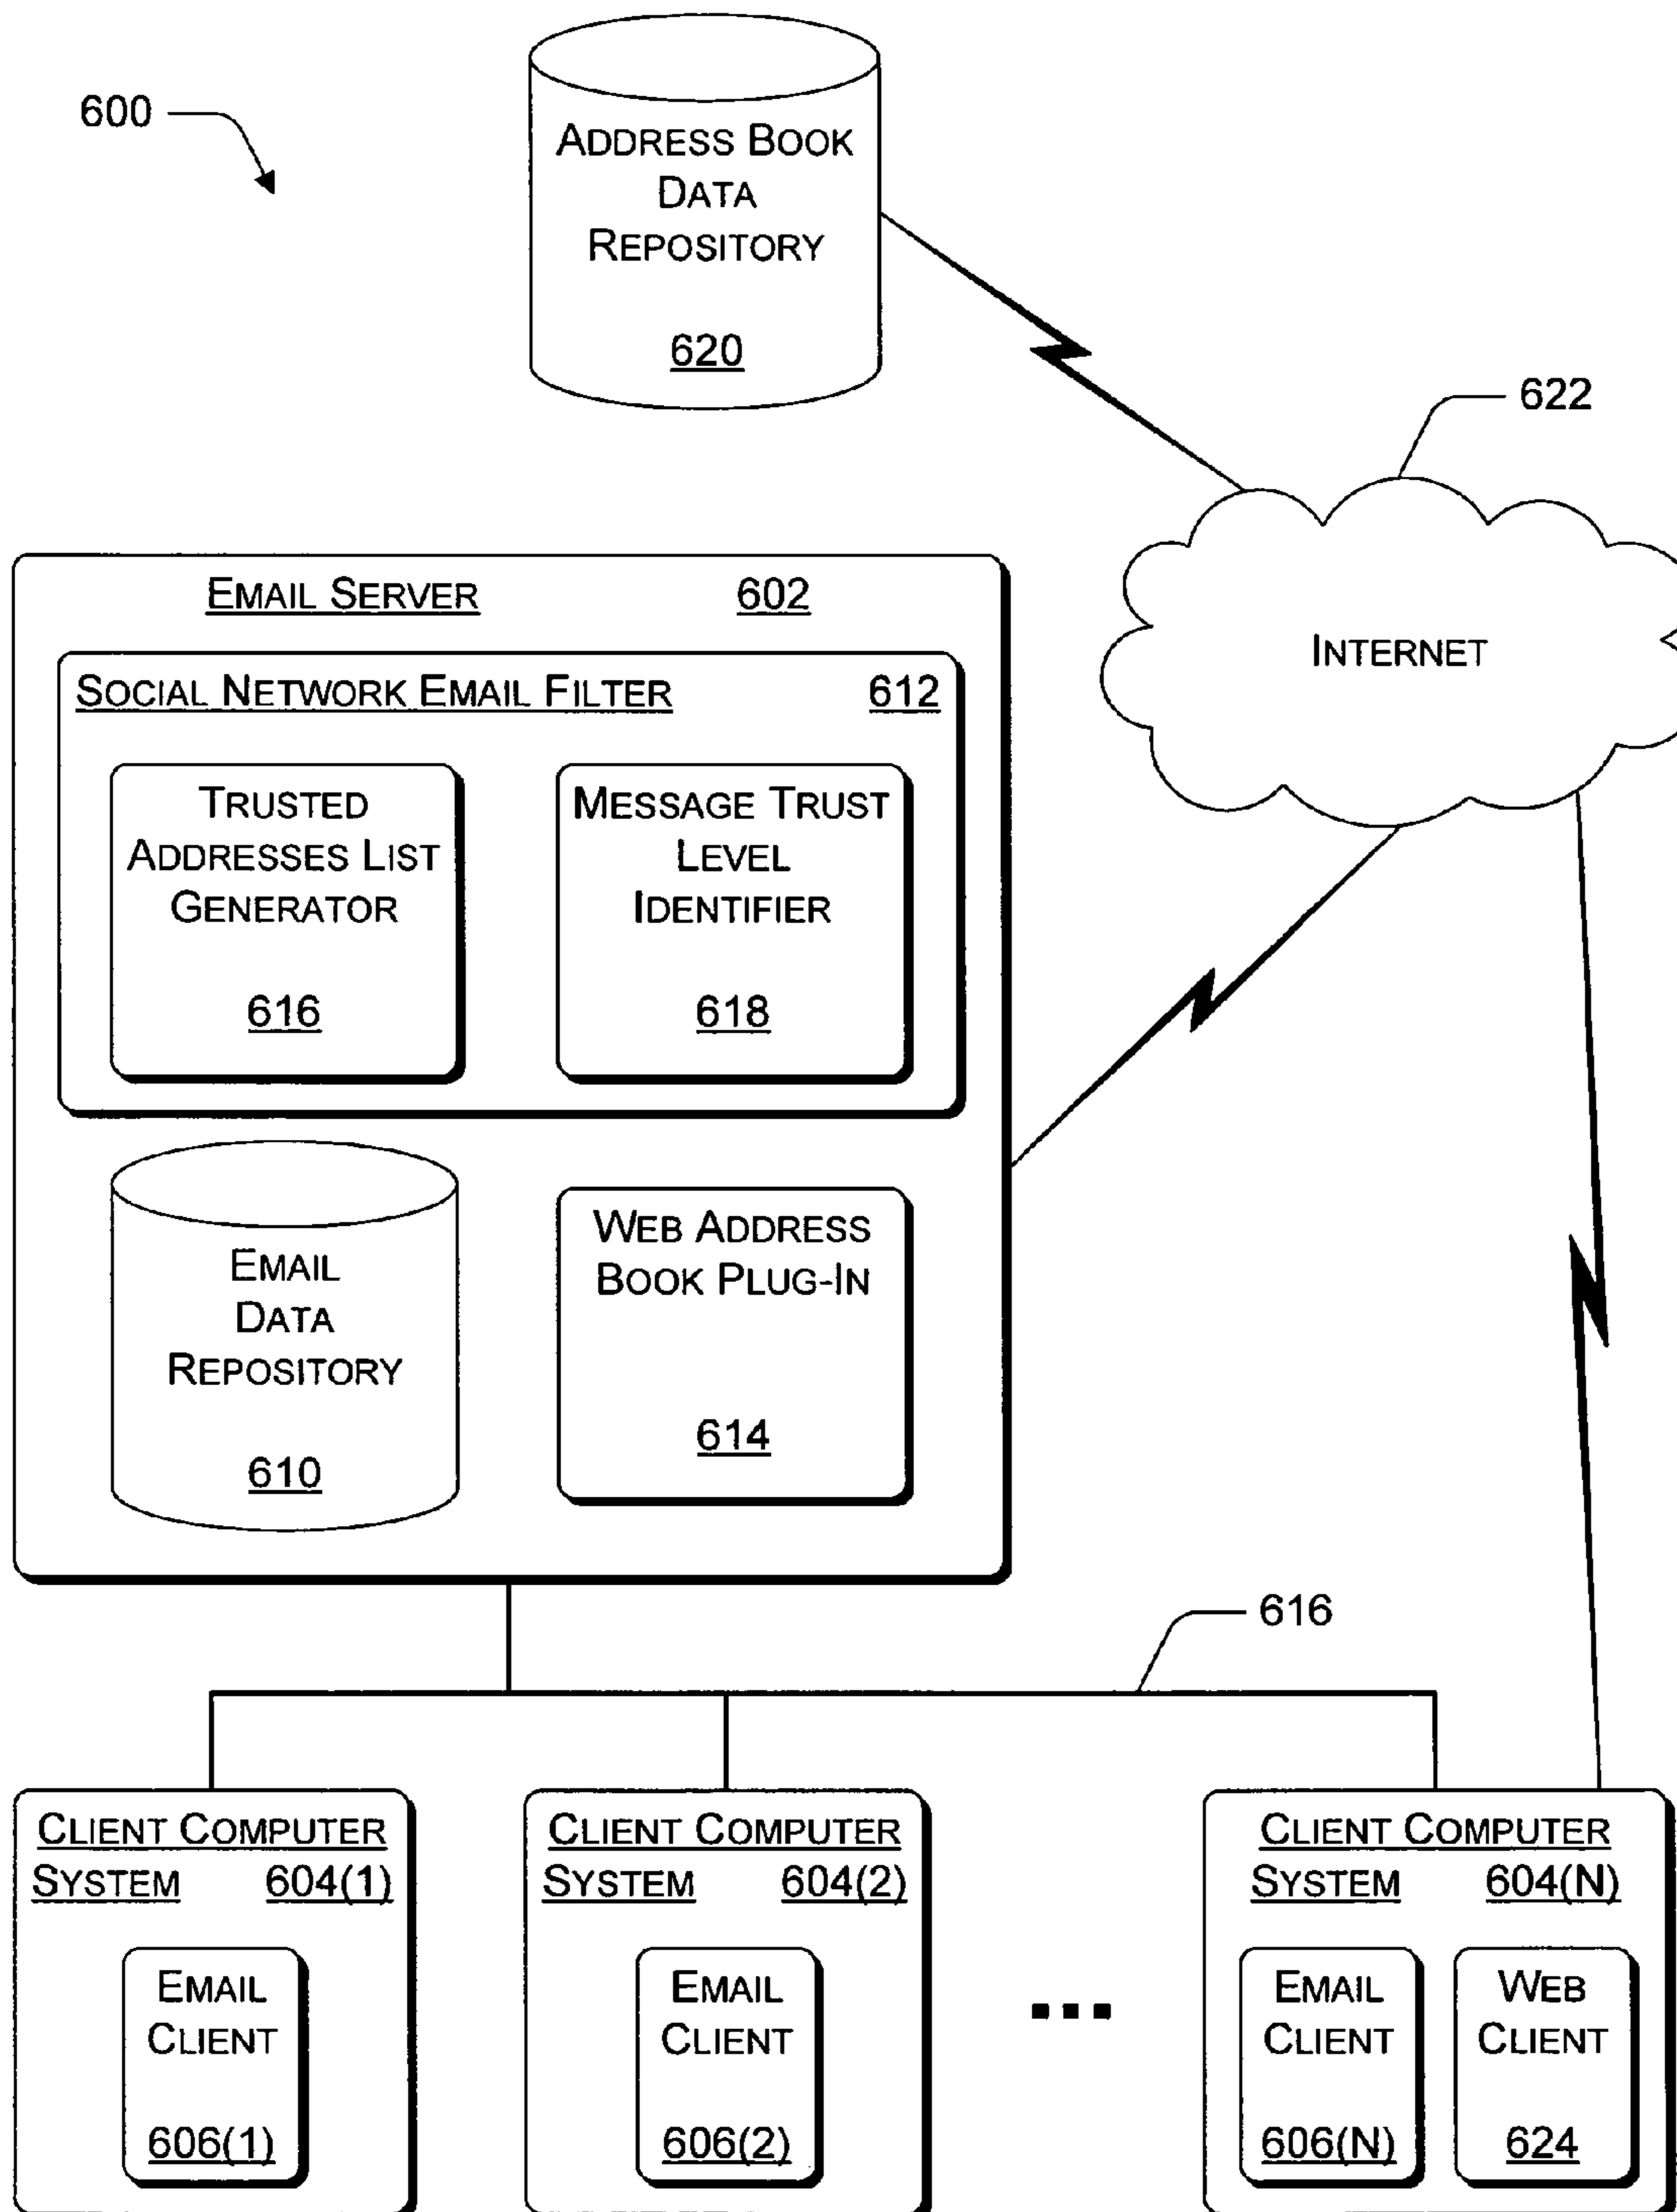 600
ADDRESS BOOK
DATA
REPOSITORY
620
622
INTERNET
EMAIL SERVER 602
SOCIAL NETWORK EMAIL FILTER 612
TRUSTED
ADDRESSES LIST
GENERATOR
616
MESSAGE TRUST
LEVEL
IDENTIFIER
618
EMAIL
DATA
REPOSITORY
610
WEB ADDRESS
BOOK PLUG-IN
614
616
CLIENT COMPUTER
SYSTEM 604(1)
EMAIL
CLIENT
606(1)
CLIENT COMPUTER
SYSTEM 604(2)
EMAIL
CLIENT
606(2)
...
CLIENT COMPUTER
SYSTEM 604(N)
EMAIL
CLIENT
606(N)
WEB
CLIENT
624